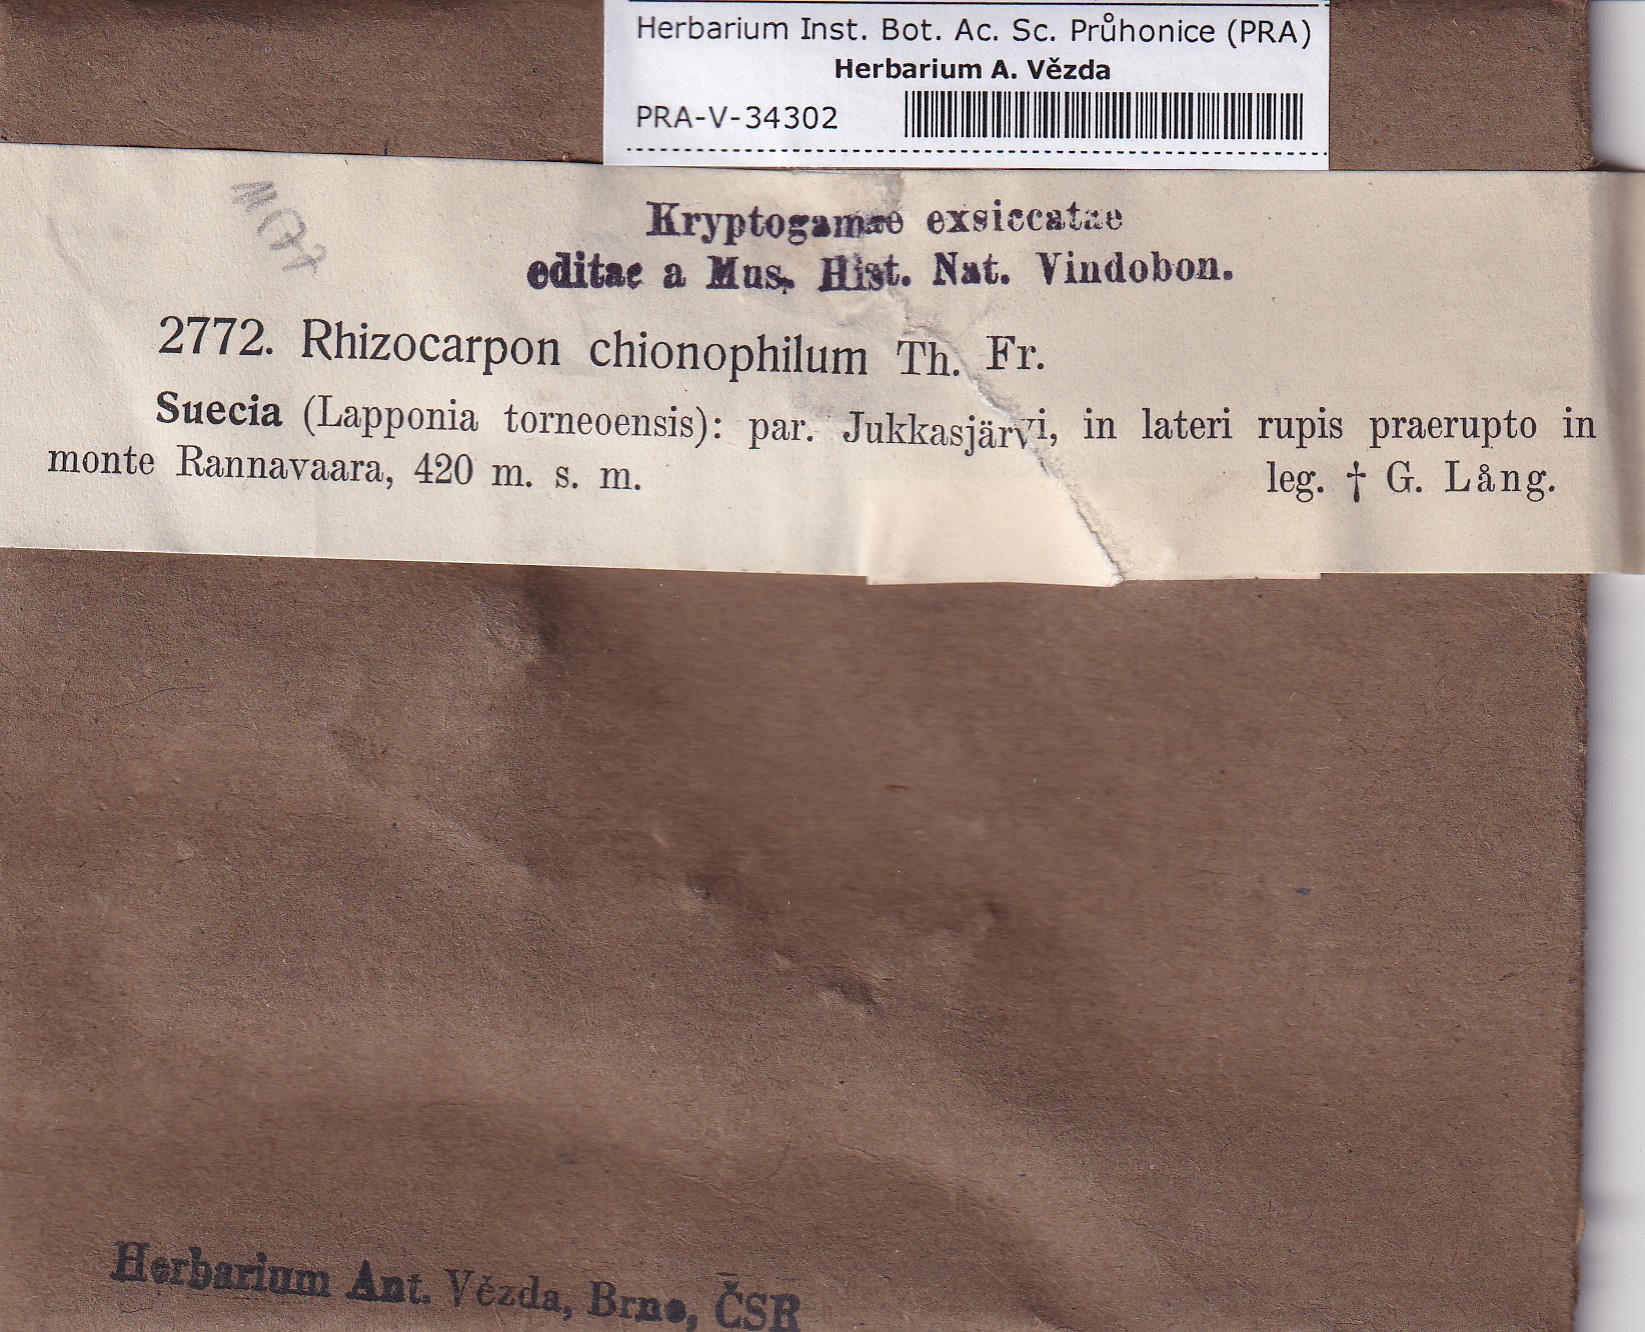 Herbarium Inst. Bot. Ac. Sc. Průhonice (PRA)
Herbarium A. Vězda
PRA-V-34302
Kryptogamae exsiccatae
editae a Mus. Hist. Nat. Vindobon.
2772. Rhizocarpon chionophilum Th. Fr.
Suecia (Lapponia torneoensis): par. Jukkasjärvi, in lateri rupis praerupto in
monte Rannavaara, 420 m. s. m. leg. † G. Lång.
Herbarium Ant. Vězda, Brno, ČSR